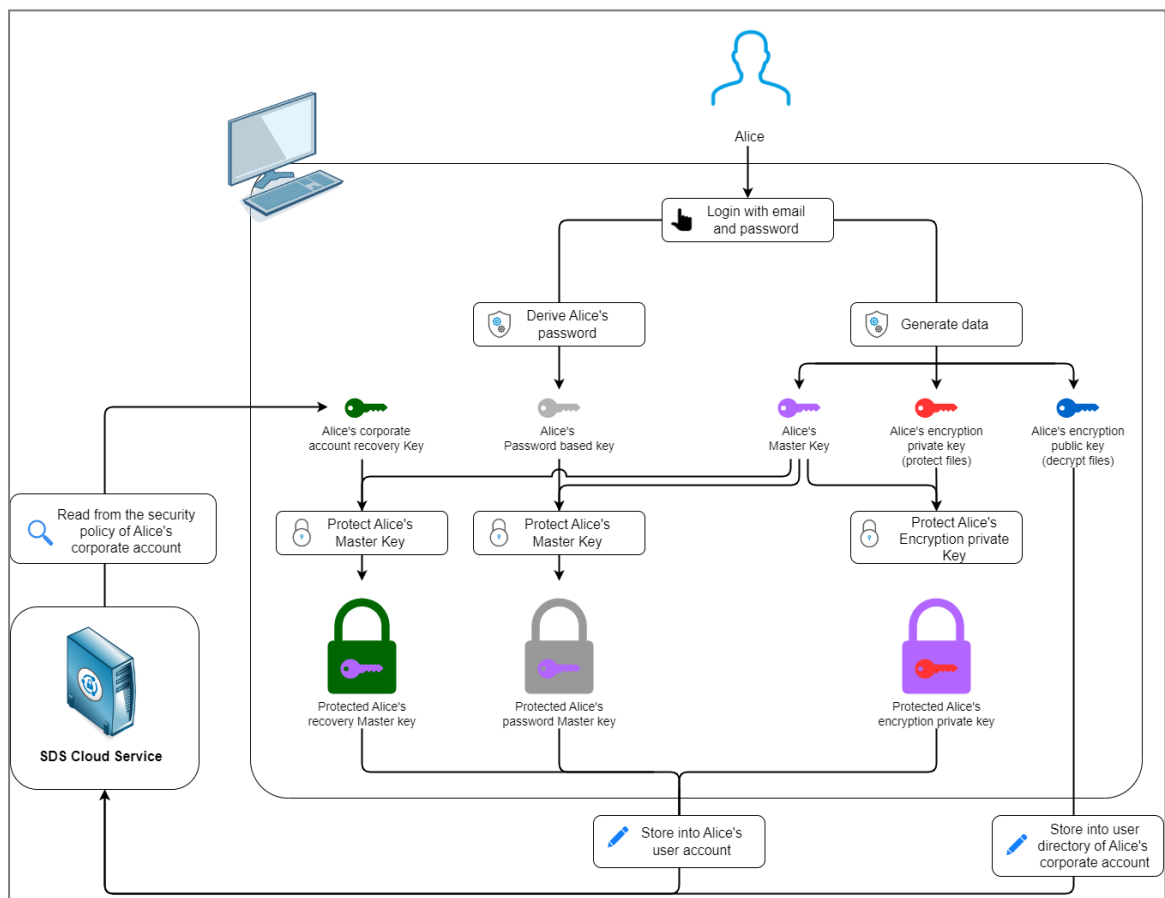 Alice
Login with email
and password
Derive Alice's
password
Generate data
Alice's corporate
account recovery Key
Alice's
Password based key
Alice's
Master Key
Alice's encryption
private key
(protect files)
Alice's encryption
public key
(decrypt files)
Read from the security
policy of Alice's
corporate account
Protect Alice's
Master Key
Protect Alice's
Master Key
Protect Alice's
Encryption private
Key
Protected Alice's
recovery Master key
Protected Alice's
password Master key
Protected Alice's
encryption private key
SDS Cloud Service
Store into Alice's
user account
Store into user
directory of Alice's
corporate account